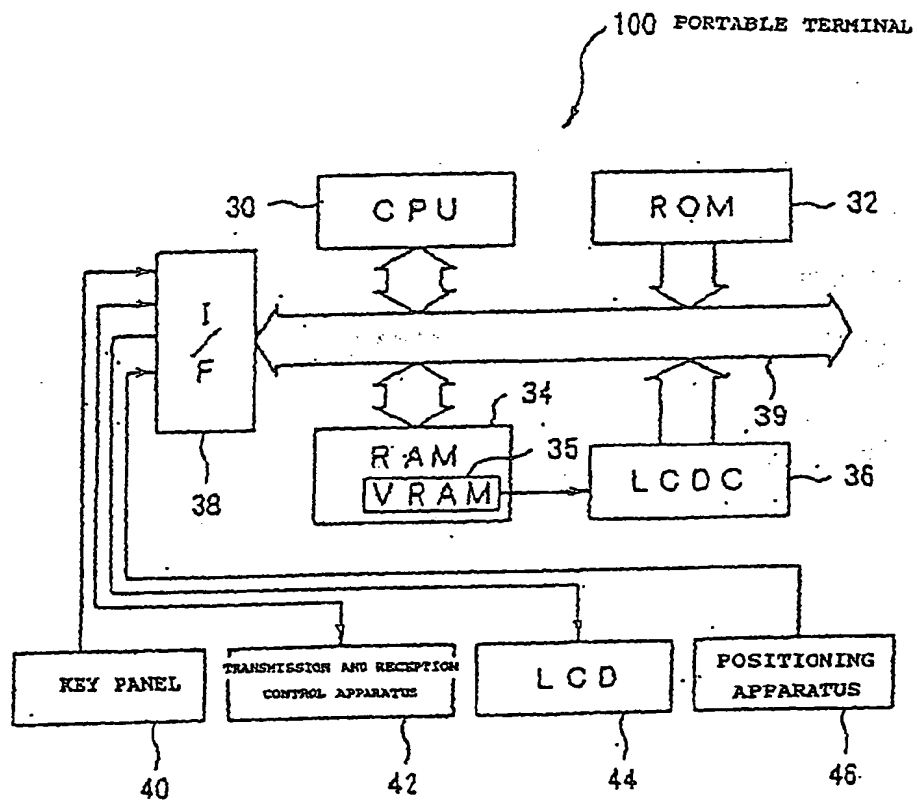 100 PORTABLE TERMINAL
30
CPU
ROM
32
I/F
38
39
34
RAM
35
VRAM
LCDC
36
KEY PANEL
TRANSMISSION AND RECEPTION
CONTROL APPARATUS
LCD
POSITIONING
APPARATUS
40
42
44
46